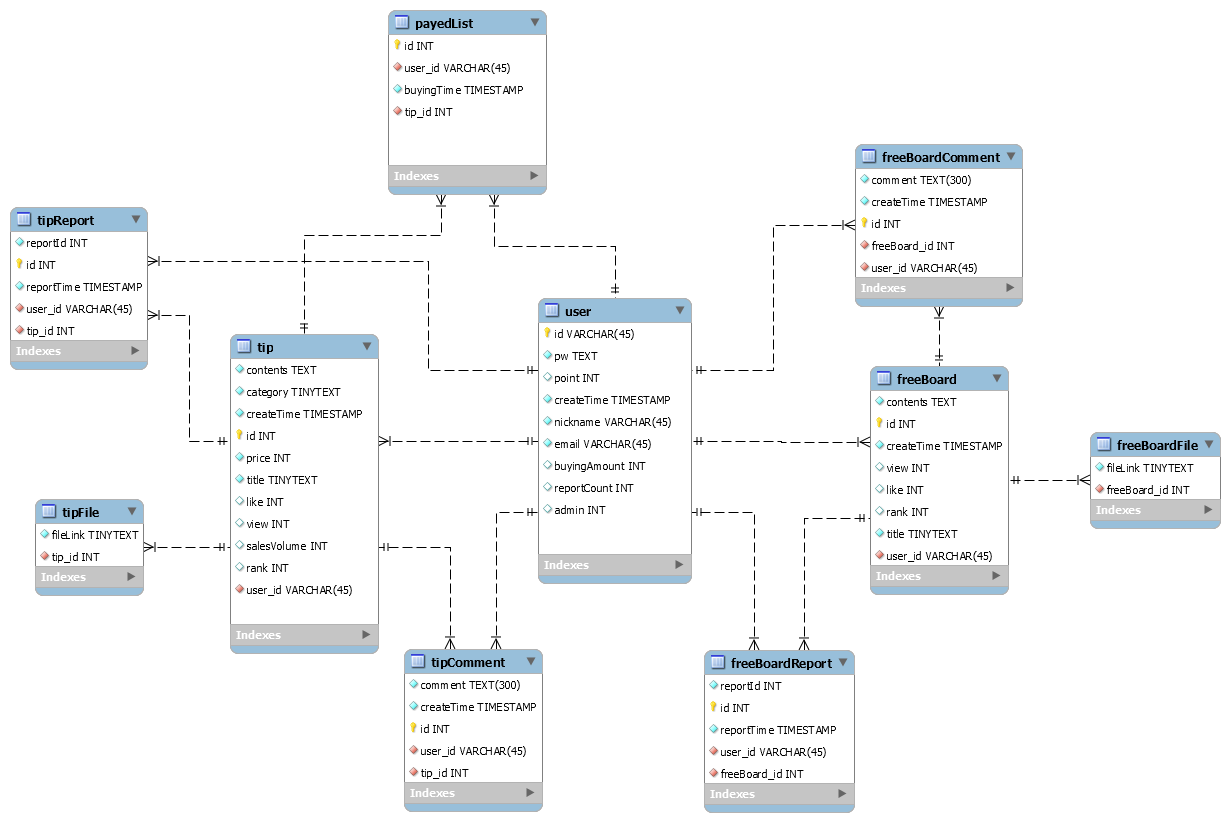 payedList
id INT
user_id VARCHAR(45)
buyingTime TIMESTAMP
tip_id INT
Indexes
tipReport
reportId INT
id INT
reportTime TIMESTAMP
user_id VARCHAR(45)
tip_id INT
Indexes
freeBoardComment
comment TEXT(300)
createTime TIMESTAMP
id INT
freeBoard_id INT
user_id VARCHAR(45)
Indexes
user
id VARCHAR(45)
pw TEXT
point INT
createTime TIMESTAMP
nickname VARCHAR(45)
email VARCHAR(45)
buyingAmount INT
reportCount INT
admin INT
Indexes
tip
contents TEXT
category TINYTEXT
createTime TIMESTAMP
id INT
price INT
title TINYTEXT
like INT
view INT
salesVolume INT
rank INT
user_id VARCHAR(45)
Indexes
freeBoard
contents TEXT
id INT
createTime TIMESTAMP
view INT
like INT
rank INT
title TINYTEXT
user_id VARCHAR(45)
Indexes
freeBoardFile
fileLink TINYTEXT
freeBoard_id INT
Indexes
tipFile
fileLink TINYTEXT
tip_id INT
Indexes
tipComment
comment TEXT(300)
createTime TIMESTAMP
id INT
user_id VARCHAR(45)
tip_id INT
Indexes
freeBoardReport
reportId INT
id INT
reportTime TIMESTAMP
user_id VARCHAR(45)
freeBoard_id INT
Indexes